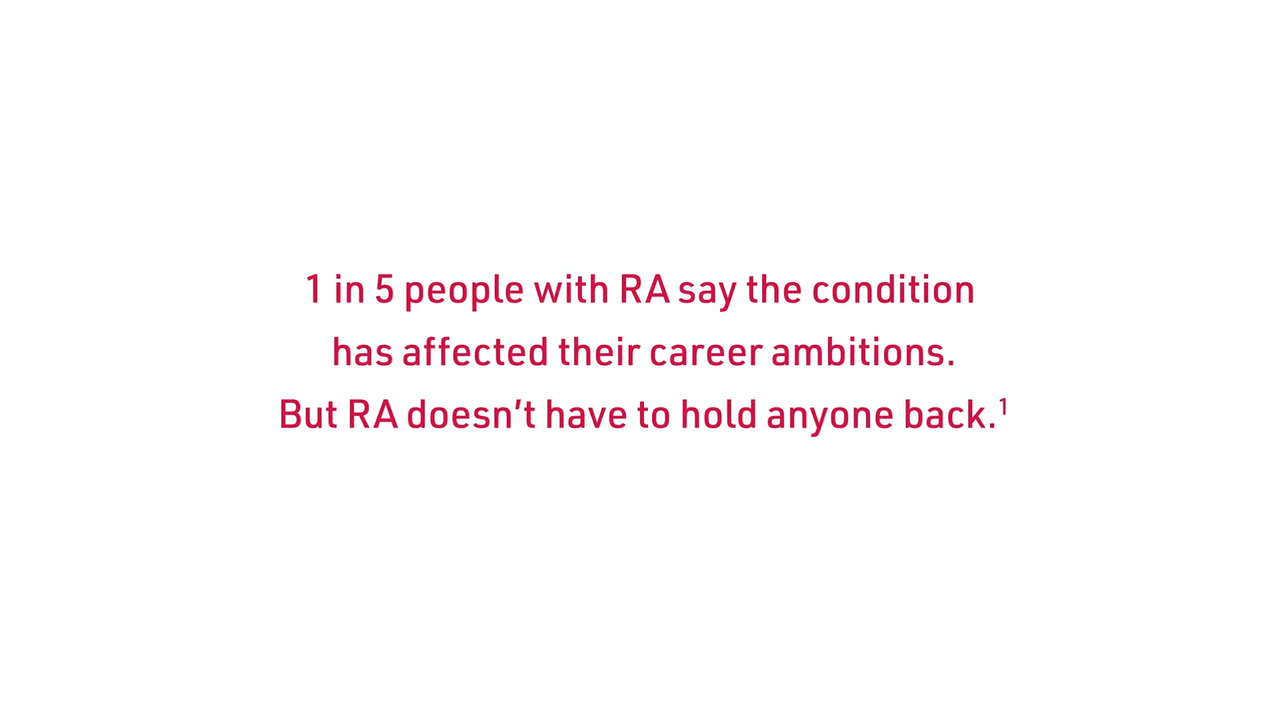 1 in 5 people with RA say the condition
has affected their career ambitions.
But RA doesn’t have to hold anyone back.¹